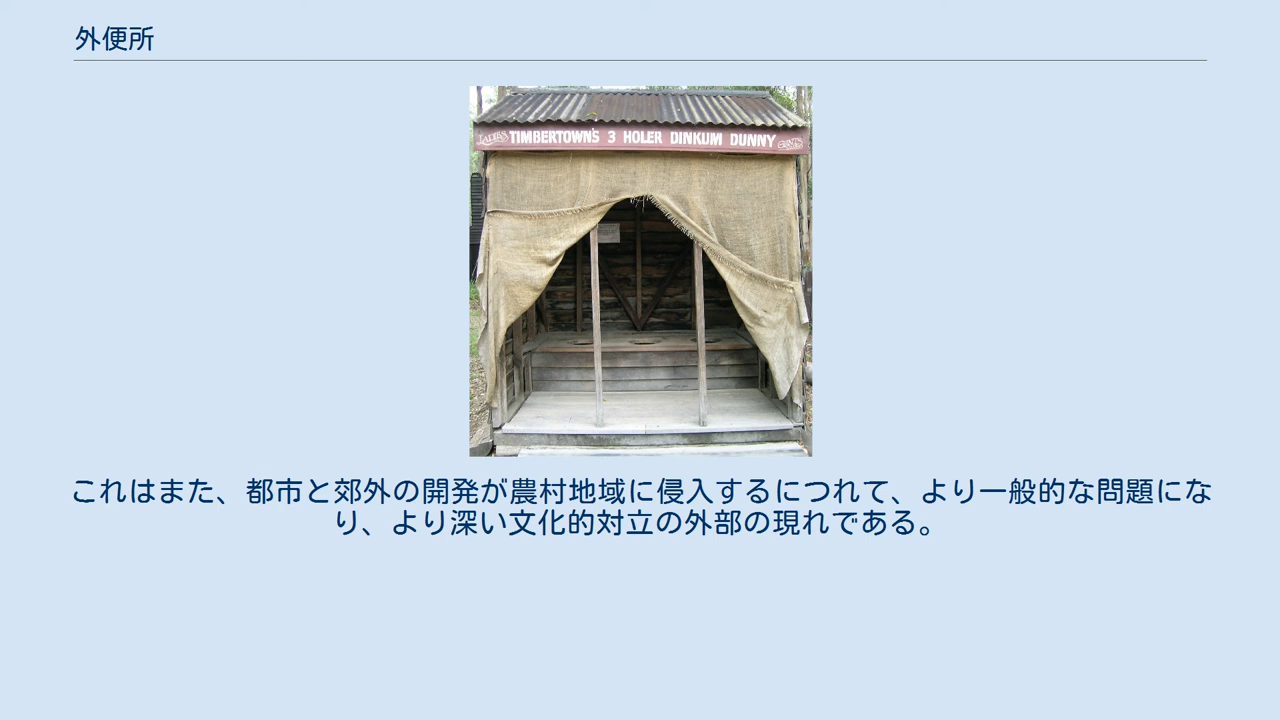 外便所
LADIES TIMBERTOWN'S 3 HOLER DINKUM DUNNY GENTS
これはまた、都市と郊外の開発が農村地域に侵入するにつれて、より一般的な問題にな
り、より深い文化的対立の外部の現れである。